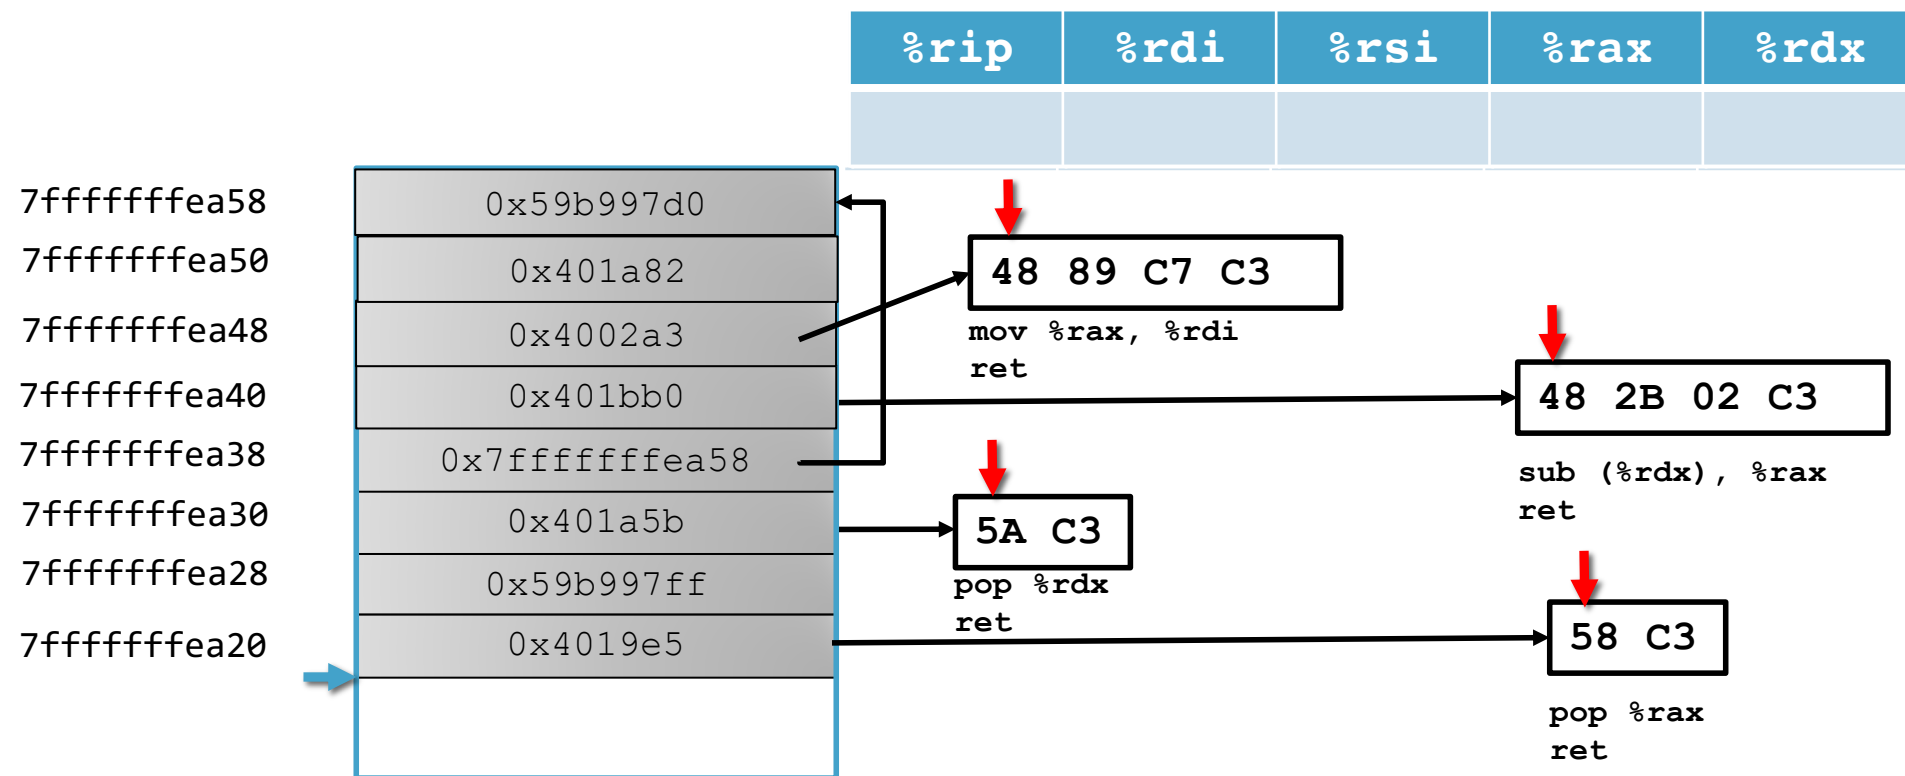 %rip %rdi %rsi %rax %rdx
7fffffffea58 0x59b997d0
7fffffffea50 0x401a82
48 89 C7 C3
7fffffffea48 0x4002a3
mov %rax, %rdi
ret
7fffffffea40 0x401bb0
48 2B 02 C3
7fffffffea38 0x7fffffffea58
sub (%rdx), %rax
ret
7fffffffea30 0x401a5b
5A C3
7fffffffea28 0x59b997ff
pop %rdx
ret
7fffffffea20 0x4019e5
58 C3
pop %rax
ret